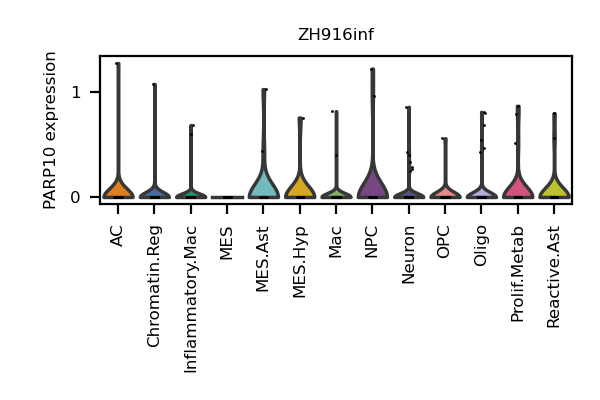 ZH916inf
PARP10 expression
1
0
AC
Chromatin.Reg
Inflammatory.Mac
MES
MES.Ast
MES.Hyp
Mac
NPC
Neuron
OPC
Oligo
Prolif.Metab
Reactive.Ast